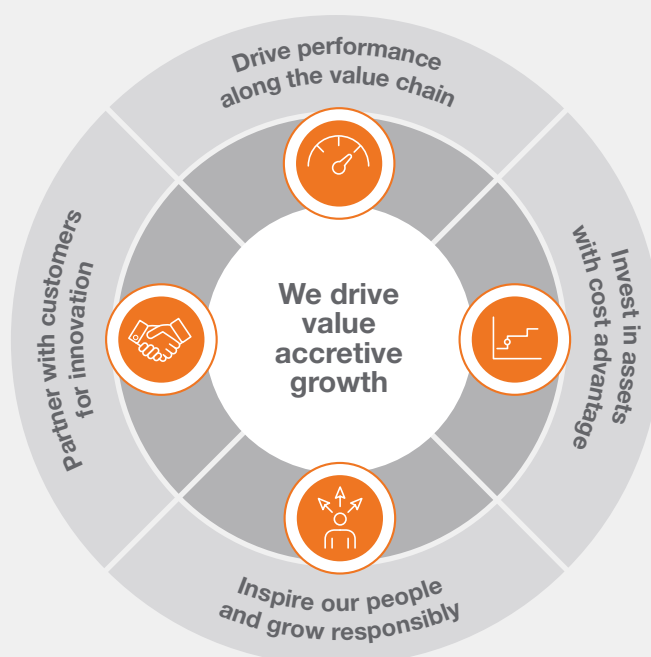 Drive performance
along the value chain
Partner with customers
for innovation
We drive
value
accretive
growth
Invest in assets
with cost advantage
Inspire our people
and grow responsibly